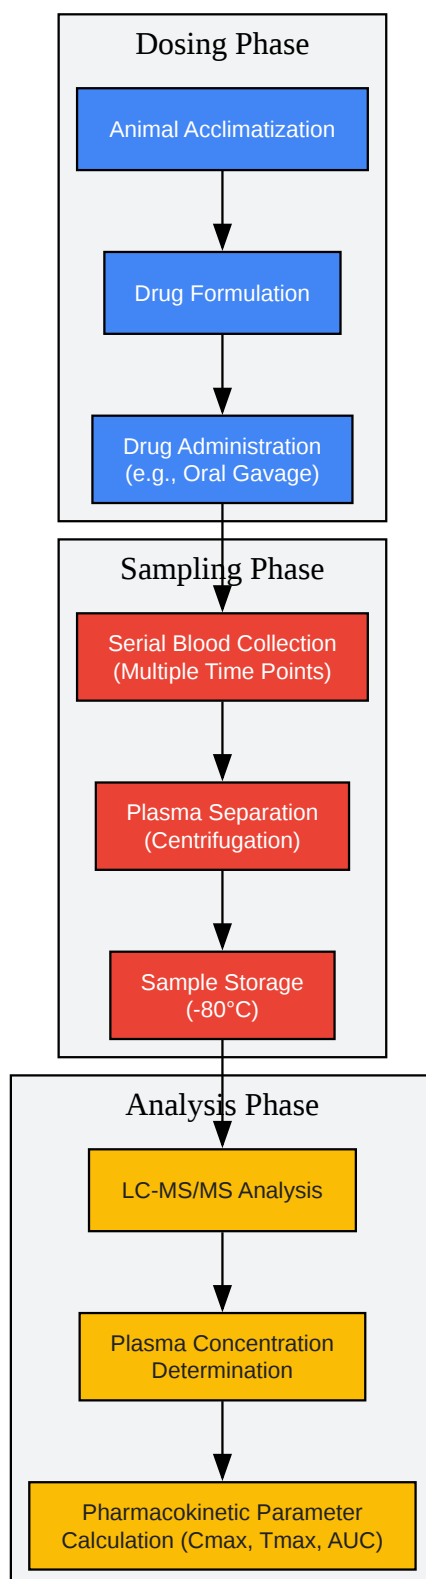 Dosing Phase
Animal Acclimatization
Drug Formulation
Drug Administration
(e.g., Oral Gavage)
Sampling Phase
Serial Blood Collection
(Multiple Time Points)
Plasma Separation
(Centrifugation)
Sample Storage
(-80°C)
Analysis Phase
LC-MS/MS Analysis
Plasma Concentration
Determination
Pharmacokinetic Parameter
Calculation (Cmax, Tmax, AUC)